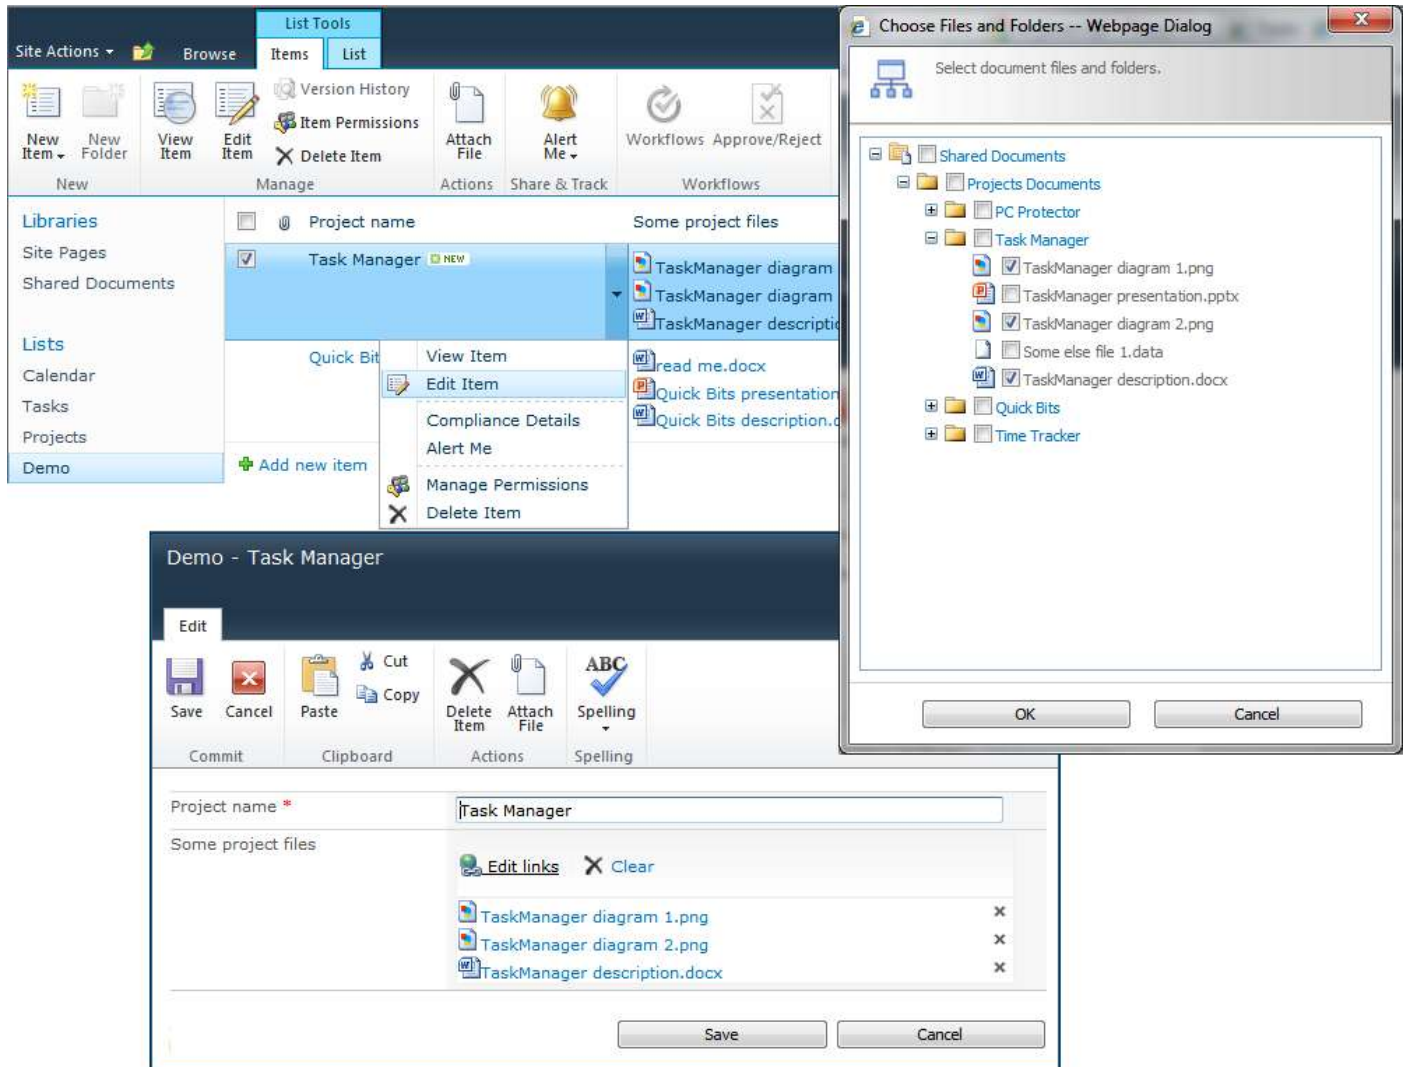 List Tools
Site Actions
Browse
Items
List
New Item
New Folder
View Item
Edit Item
Version History
Item Permissions
Delete Item
Attach File
Alert Me
Workflows
Approve/Reject
New
Manage
Actions
Share & Track
Workflows
Libraries
Site Pages
Shared Documents
Lists
Calendar
Tasks
Projects
Demo
Project name
Some project files
Task Manager NEW
TaskManager diagram
TaskManager diagram
TaskManager
Quick
read me.docx
Quick Bits presentation
Quick Bits
Add new item
View Item
Edit Item
Compliance Details
Alert Me
Manage Permissions
Delete Item
Choose Files and Folders -- Webpage Dialog
Select document files and folders.
Shared Documents
Projects Documents
PC Protector
Task Manager
TaskManager diagram 1.png
TaskManager presentation.pptx
TaskManager diagram 2.png
Some else file 1.data
TaskManager description.docx
Quick Bits
Time Tracker
OK
Cancel
Demo - Task Manager
Edit
Save
Cancel
Paste
Cut
Copy
Delete Item
Attach File
ABC
Spelling
Commit
Clipboard
Actions
Spelling
Project name *
Task Manager
Some project files
Edit links
Clear
TaskManager diagram 1.png
TaskManager diagram 2.png
TaskManager description.docx
Save
Cancel